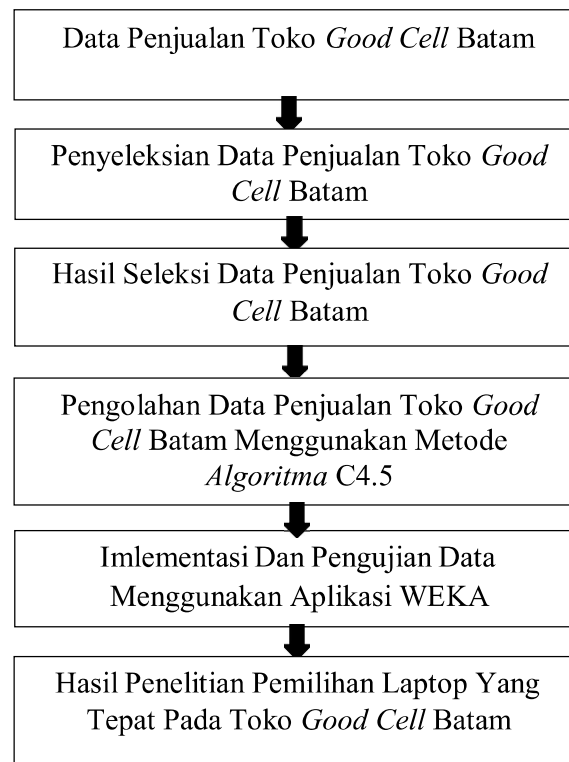 Data Penjualan Toko Good Cell Batam
Penyeleksian Data Penjualan Toko Good
Cell Batam
Hasil Seleksi Data Penjualan Toko Good
Cell Batam
Pengolahan Data Penjualan Toko Good
Cell Batam Menggunakan Metode
Algoritma C4.5
Imlementasi Dan Pengujian Data
Menggunakan Aplikasi WEKA
Hasil Penelitian Pemilihan Laptop Yang
Tepat Pada Toko Good Cell Batam